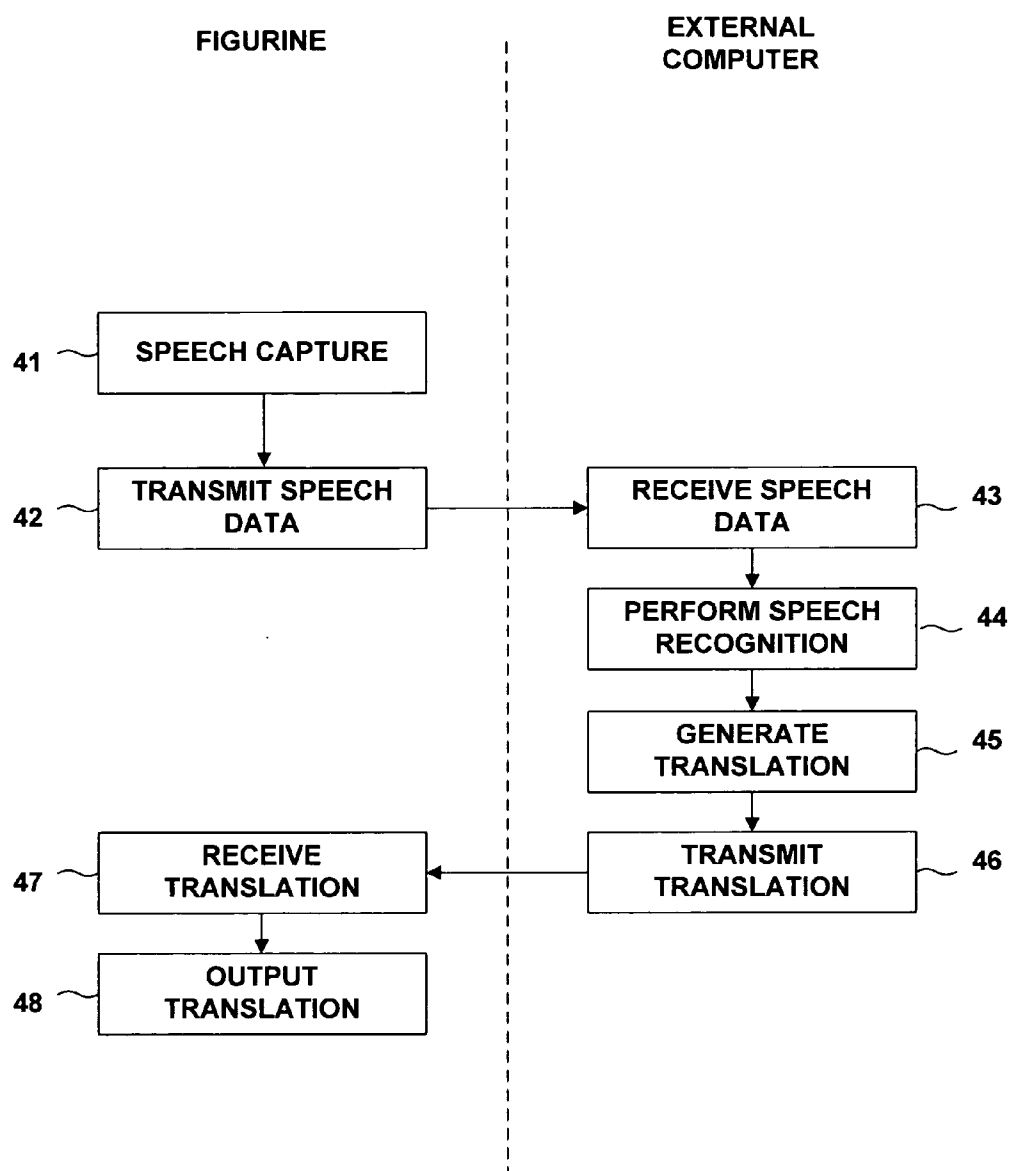 FIGURINE
EXTERNAL
COMPUTER
41
SPEECH CAPTURE
42
TRANSMIT SPEECH
DATA
RECEIVE SPEECH
DATA
43
PERFORM SPEECH
RECOGNITION
44
GENERATE
TRANSLATION
45
TRANSMIT
TRANSLATION
46
47
RECEIVE
TRANSLATION
48
OUTPUT
TRANSLATION